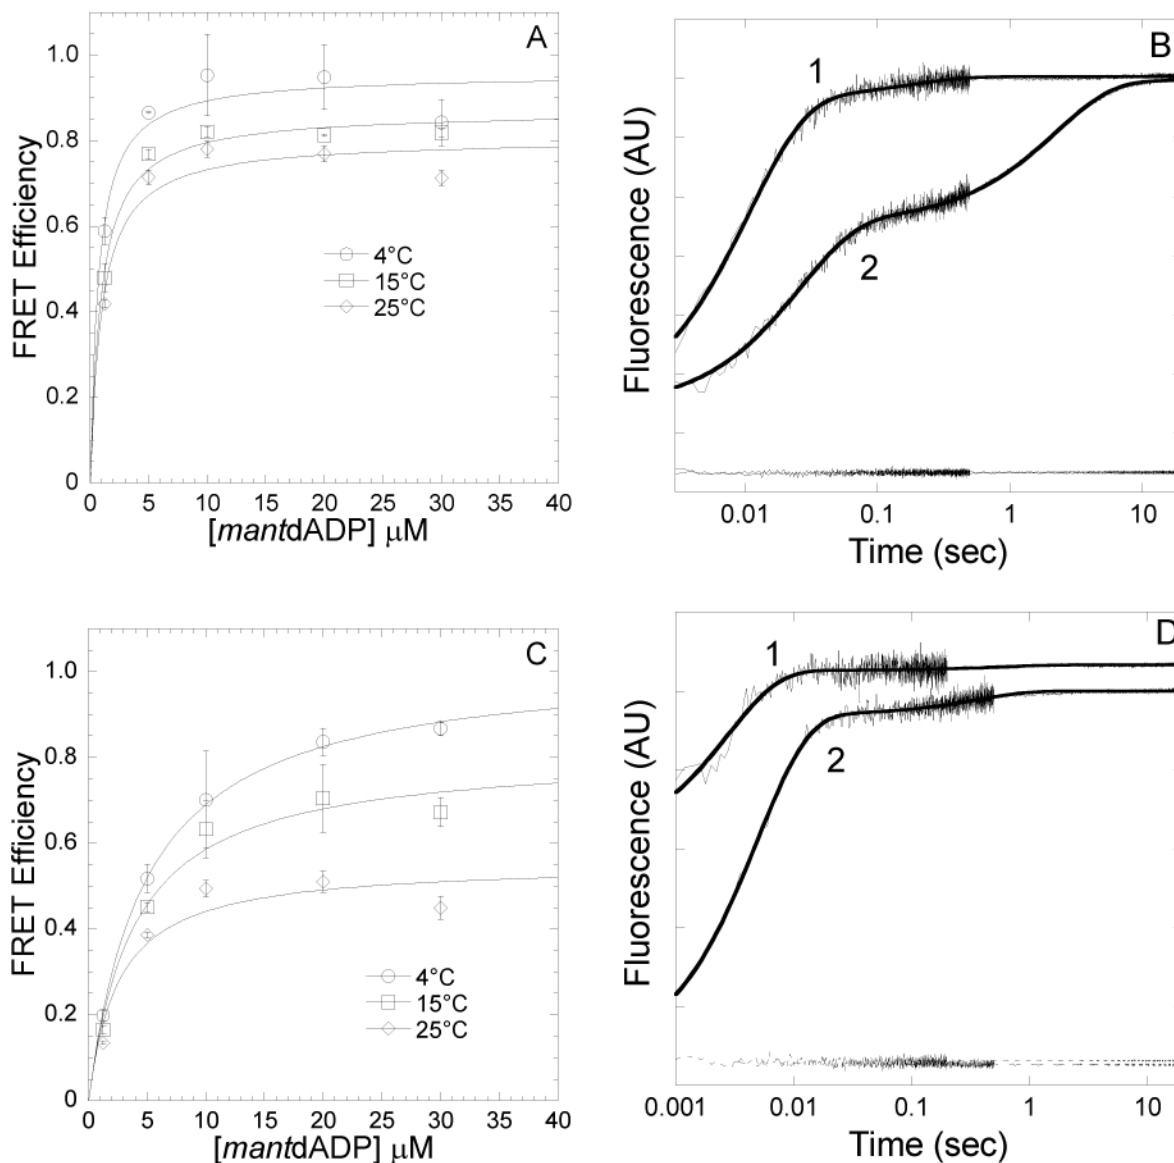 A
1.0
0.8
0.6
0.4
0.2
0
FRET Efficiency
4°C
15°C
25°C
0 5 10 15 20 25 30 35 40
[mantdADP] μM
B
1
2
Fluorescence (AU)
0.01 0.1 1 10
Time (sec)
C
1.0
0.8
0.6
0.4
0.2
0
FRET Efficiency
4°C
15°C
25°C
0 5 10 15 20 25 30 35 40
[mantdADP] μM
D
1
2
Fluorescence (AU)
0.001 0.01 0.1 1 10
Time (sec)